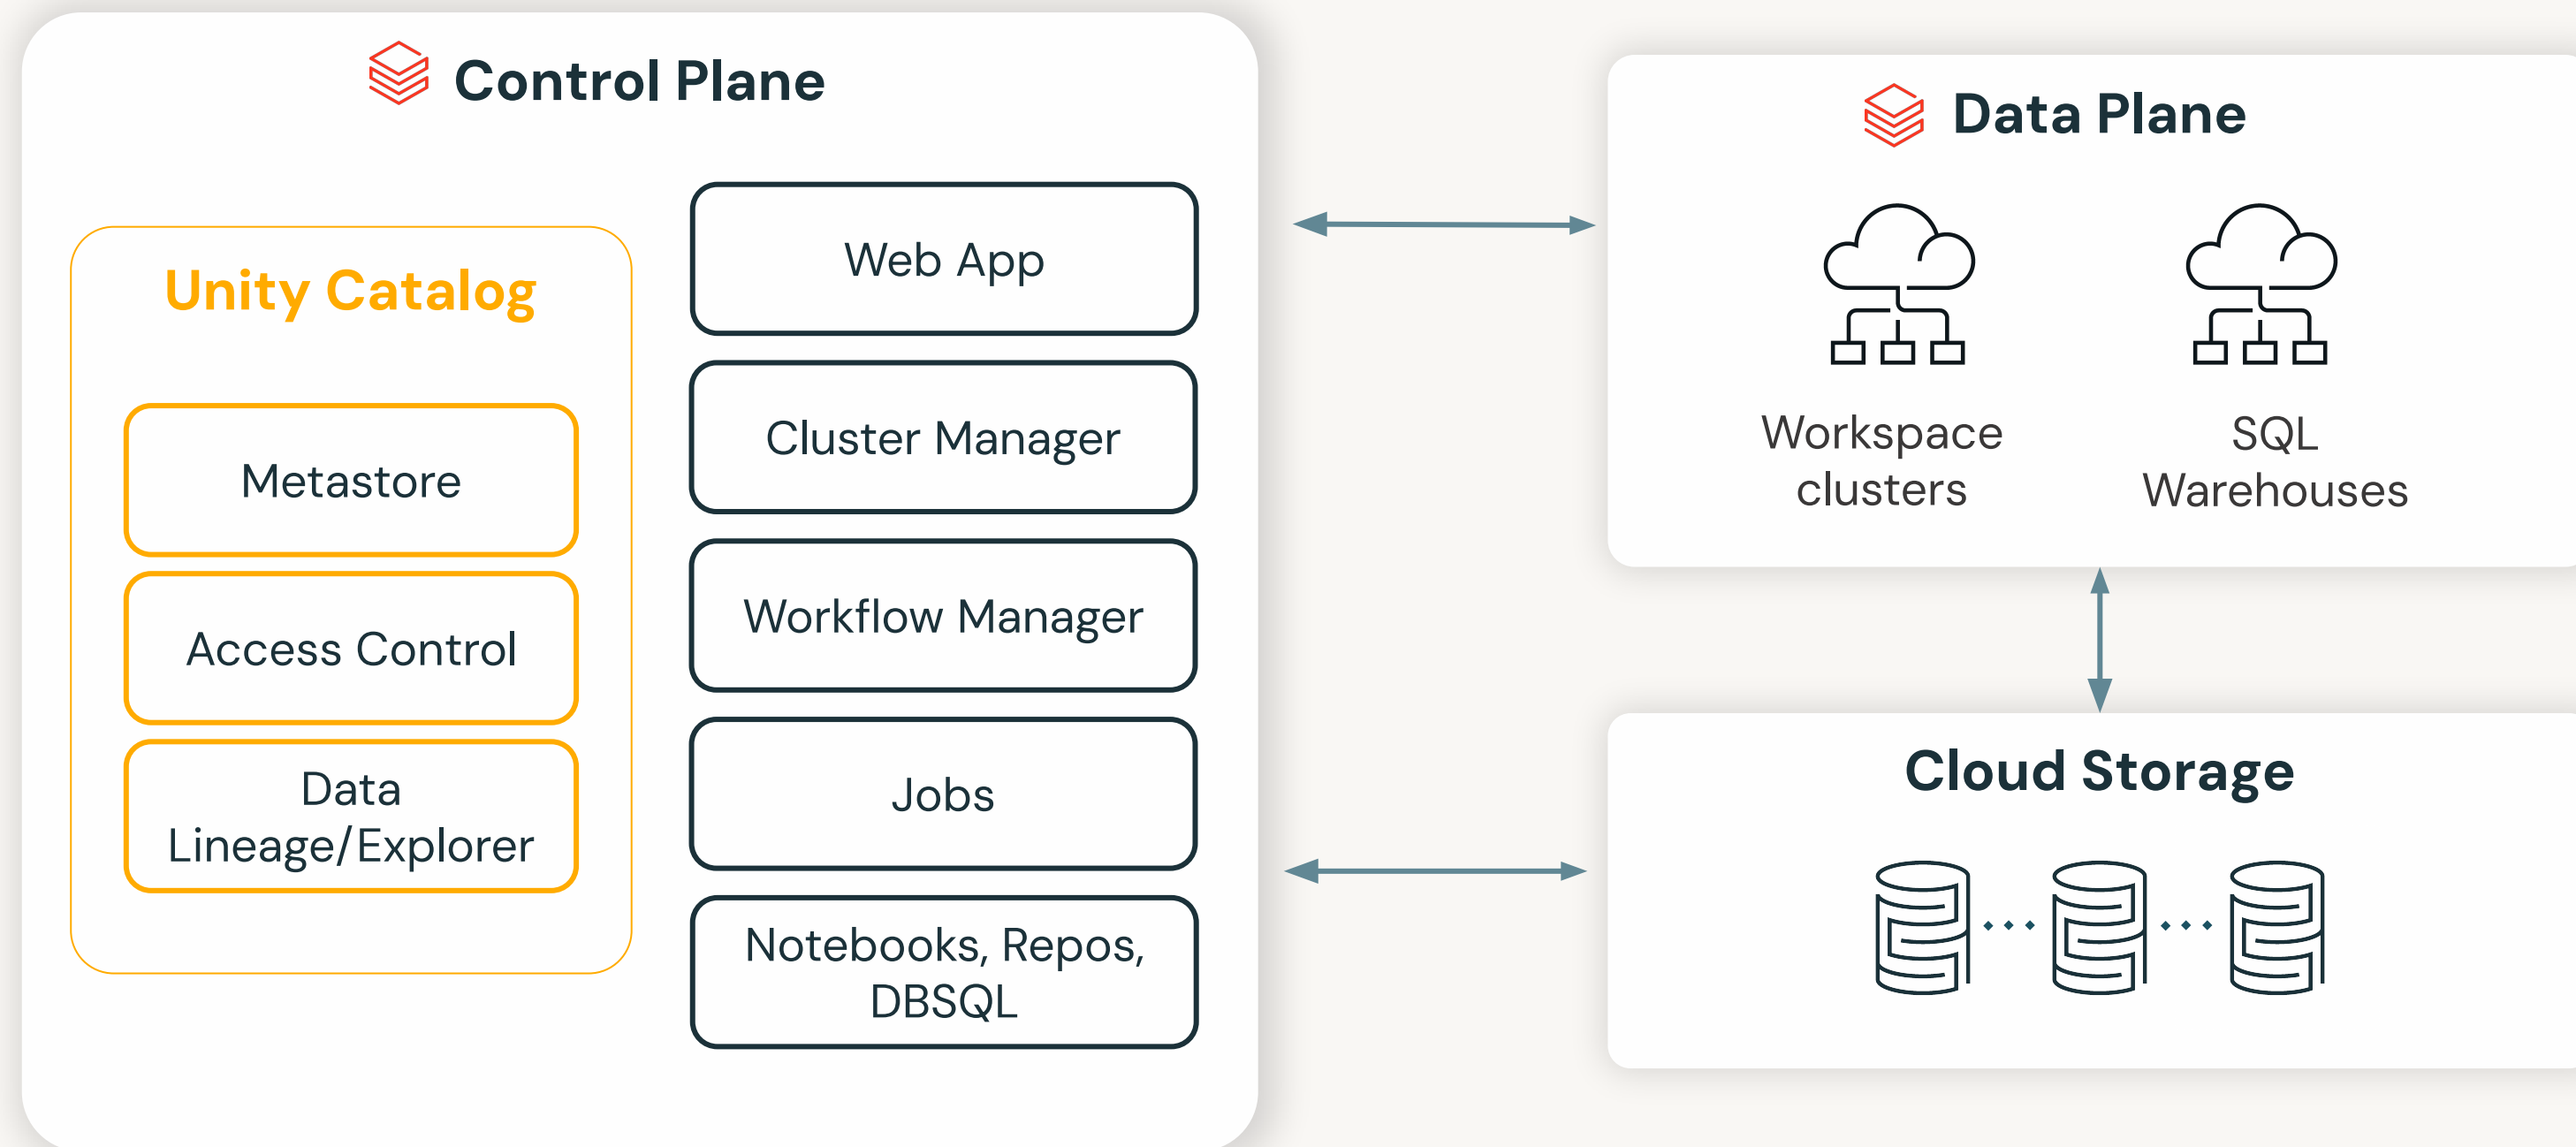 Control Plane
Unity Catalog
Metastore
Access Control
Data
Lineage/Explorer
Web App
Cluster Manager
Workflow Manager
Jobs
Notebooks, Repos,
DBSQL
Data Plane
Workspace
clusters
SQL
Warehouses
Cloud Storage